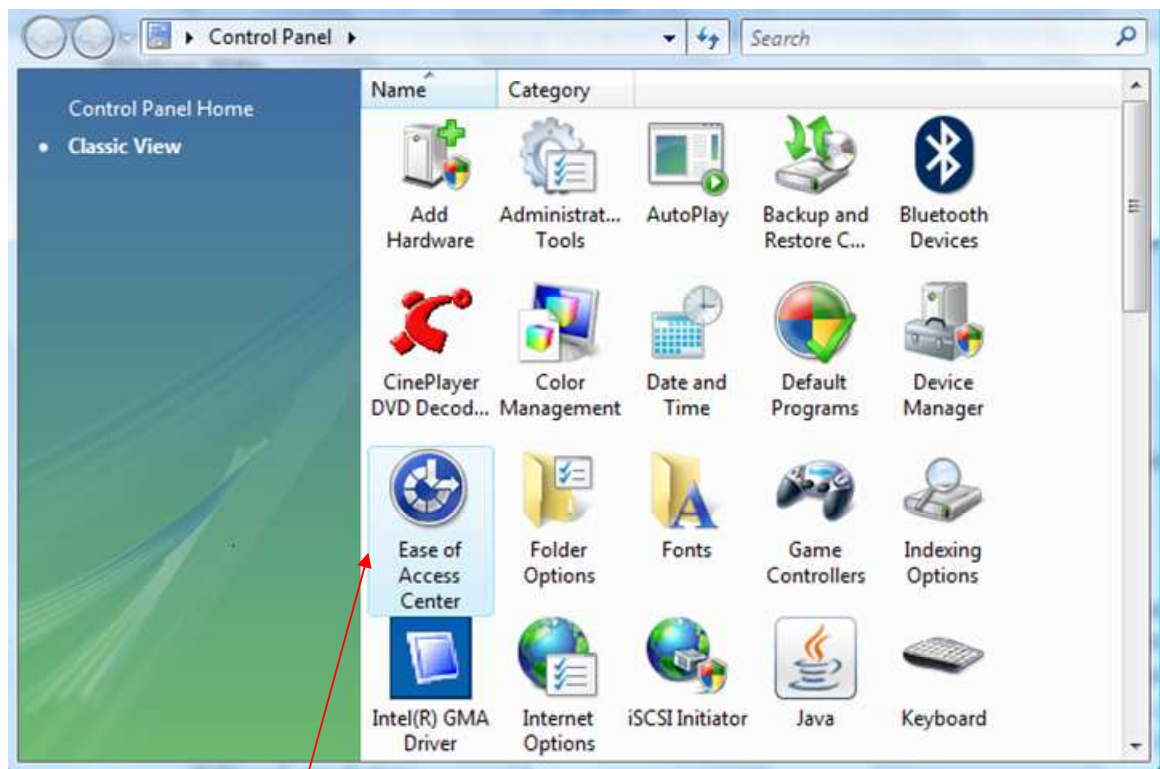 Control Panel
Search
Control Panel Home
Classic View
Name Category
Add
Hardware
Administrat...
Tools
AutoPlay
Backup and
Restore C...
Bluetooth
Devices
CinePlayer
DVD Decod...
Color
Management
Date and
Time
Default
Programs
Device
Manager
Ease of
Access
Center
Folder
Options
Fonts
Game
Controllers
Indexing
Options
Intel(R) GMA
Driver
Internet
Options
iSCSI Initiator
Java
Keyboard